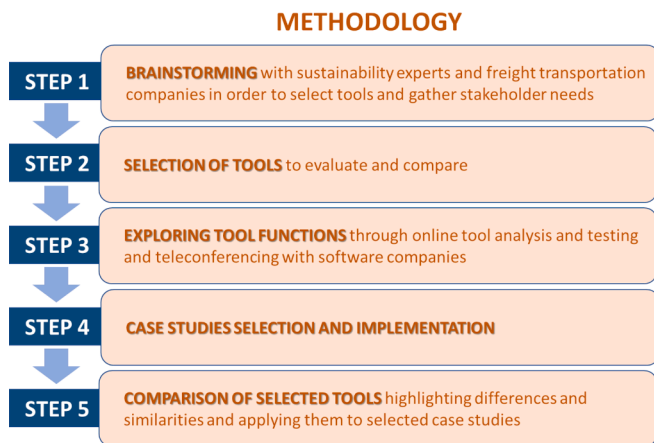 METHODOLOGY
STEP 1
BRAINSTORMING with sustainability experts and freight transportation
companies in order to select tools and gather stakeholder needs
STEP 2
SELECTION OF TOOLS to evaluate and compare
STEP 3
EXPLORING TOOL FUNCTIONS through online tool analysis and testing
and teleconferencing with software companies
STEP 4
CASE STUDIES SELECTION AND IMPLEMENTATION
STEP 5
COMPARISON OF SELECTED TOOLS highlighting differences and
similarities and applying them to selected case studies